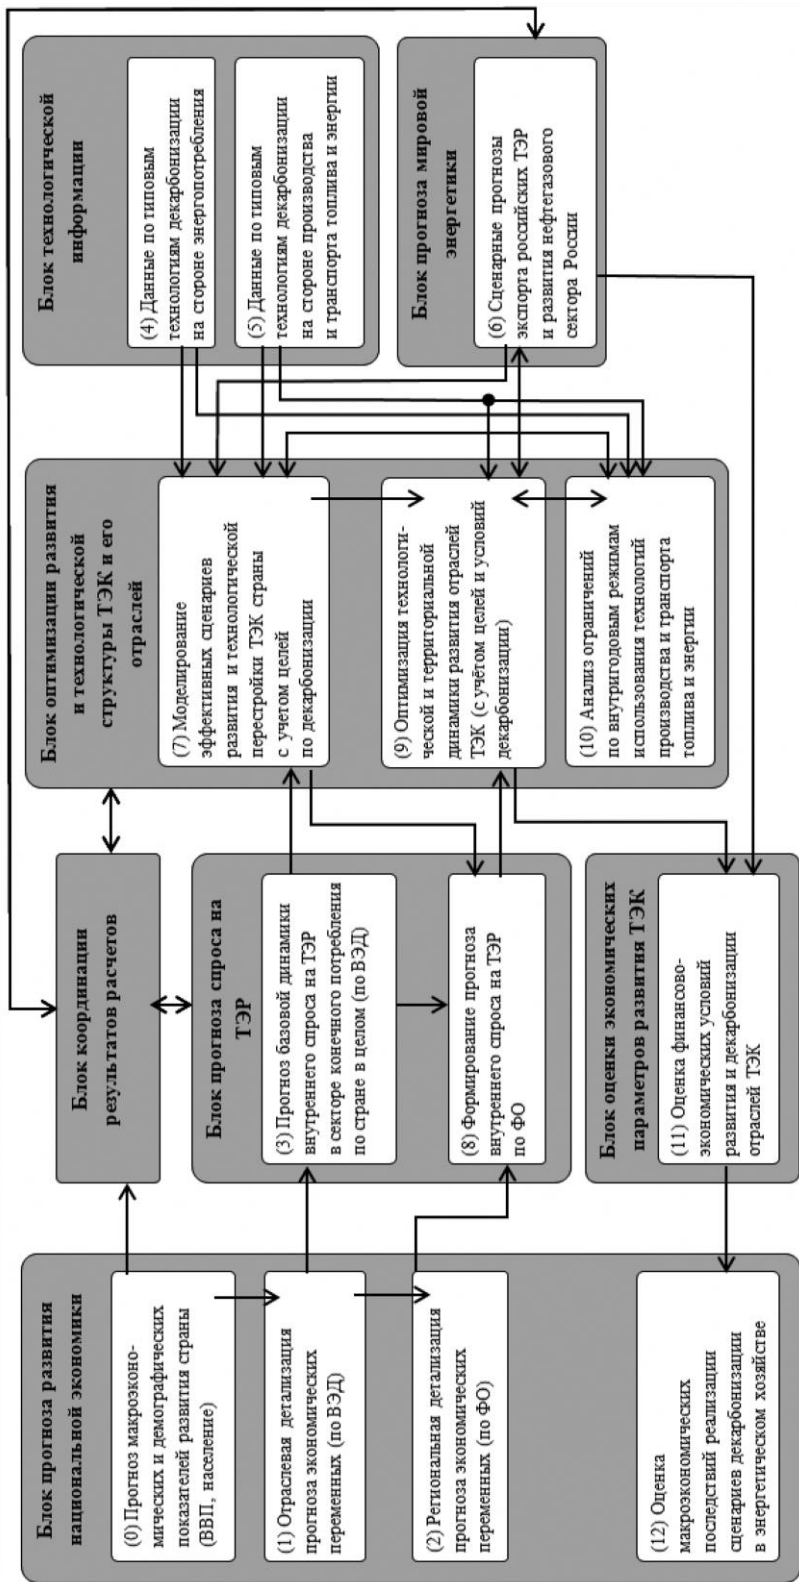 Блок прогноза развития
национальной экономики
(0) Прогноз макроэконо-
мических и демографических
показателей развития страны
(ВВП, население)
(1) Отраслевая детализация
прогноза экономических
переменных (по ВЭД)
(2) Региональная детализация
прогноза экономических
переменных (по ФО)
(12) Оценка
макроэкономических
последствий реализации
сценариев декарбонизации
в энергетическом хозяйстве
Блок координации
результатов расчетов
Блок прогноза спроса на
ТЭР
(3) Прогноз базовой динамики
внутреннего спроса на ТЭР
в секторе конечного потребления
по стране в целом (по ВЭД)
(8) Формирование прогноза
внутреннего спроса на ТЭР
по ФО
Блок оценки экономических
параметров развития ТЭК
(11) Оценка финансово-
экономических условий
развития и декарбонизации
отраслей ТЭК
Блок оптимизации развития
и технологической
структуры ТЭК и его
отраслей
(7) Моделирование
эффективных сценариев
развития и технологической
перестройки ТЭК страны
с учетом целей
по декарбонизации
(9) Оптимизация технологи-
ческой и территориальной
динамики развития отраслей
ТЭК (с учётом целей и условий
декарбонизации)
(10) Анализ ограничений
по внутригодовым режимам
использования технологий
производства и транспорта
топлива и энергии
Блок технологической
информации
(4) Данные по типовым
технологиям декарбонизации
на стороне энергопотребления
(5) Данные по типовым
технологиям декарбонизации
на стороне производства
и транспорта топлива и энергии
Блок прогноза мировой
энергетики
(6) Сценарные прогнозы
экспорта российских ТЭР
и развития нефтегазового
сектора России